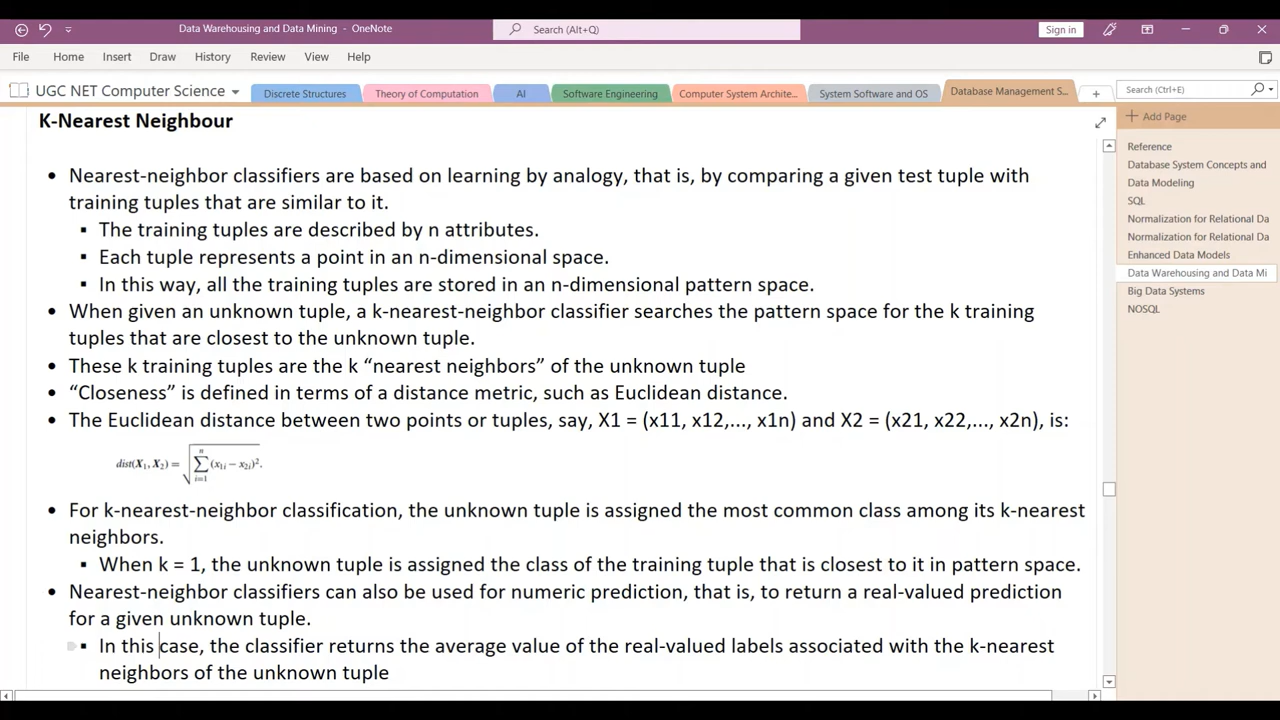 Data Warehousing and Data Mining - OneNote
Search (Alt+Q)
Sign in
File Home Insert Draw History Review View Help
UGC NET Computer Science
Discrete Structures
Theory of Computation
AI
Software Engineering
Computer System Archite...
System Software and OS
Database Management S...
Search (Ctrl+E)
K-Nearest Neighbour
• Nearest-neighbor classifiers are based on learning by analogy, that is, by comparing a given test tuple with
training tuples that are similar to it.
▪ The training tuples are described by n attributes.
▪ Each tuple represents a point in an n-dimensional space.
▪ In this way, all the training tuples are stored in an n-dimensional pattern space.
• When given an unknown tuple, a k-nearest-neighbor classifier searches the pattern space for the k training
tuples that are closest to the unknown tuple.
• These k training tuples are the k “nearest neighbors” of the unknown tuple
• “Closeness” is defined in terms of a distance metric, such as Euclidean distance.
• The Euclidean distance between two points or tuples, say, X1 = (x11, x12,..., x1n) and X2 = (x21, x22,..., x2n), is:
dist(X₁, X₂) = √∑ⁿᵢ₌₁(x₁ᵢ − x₂ᵢ)².
• For k-nearest-neighbor classification, the unknown tuple is assigned the most common class among its k-nearest
neighbors.
▪ When k = 1, the unknown tuple is assigned the class of the training tuple that is closest to it in pattern space.
• Nearest-neighbor classifiers can also be used for numeric prediction, that is, to return a real-valued prediction
for a given unknown tuple.
▪ In this case, the classifier returns the average value of the real-valued labels associated with the k-nearest
neighbors of the unknown tuple
Add Page
Reference
Database System Concepts and
Data Modeling
SQL
Normalization for Relational Da
Normalization for Relational Da
Enhanced Data Models
Data Warehousing and Data Mi
Big Data Systems
NOSQL